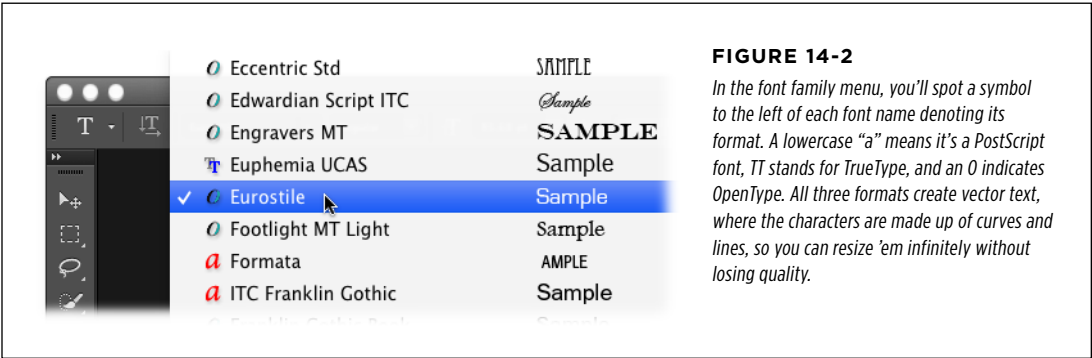 Eccentric Std SAMPLE
Edwardian Script ITC Sample
Engravers MT SAMPLE
Euphemia UCAS Sample
Eurostile Sample
Footlight MT Light Sample
Formata AMPLE
ITC Franklin Gothic Sample
T
FIGURE 14-2
In the font family menu, you’ll spot a symbol
to the left of each font name denoting its
format. A lowercase “a” means it’s a PostScript
font, TT stands for TrueType, and an O indicates
OpenType. All three formats create vector text,
where the characters are made up of curves and
lines, so you can resize ’em infinitely without
losing quality.